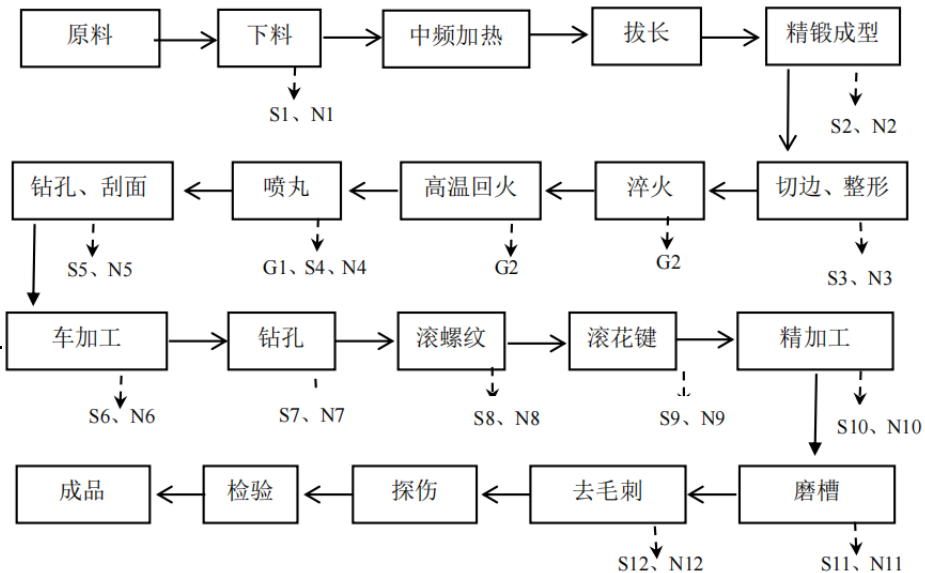 原料 下料 中频加热 拔长 精锻成型
S1、N1 S2、N2
钻孔、刮面 喷丸 高温回火 淬火 切边、整形
S5、N5 G1、S4、N4 G2 G2 S3、N3
车加工 钻孔 滚螺纹 滚花键 精加工
S6、N6 S7、N7 S8、N8 S9、N9 S10、N10
成品 检验 探伤 去毛刺 磨槽
S12、N12 S11、N11